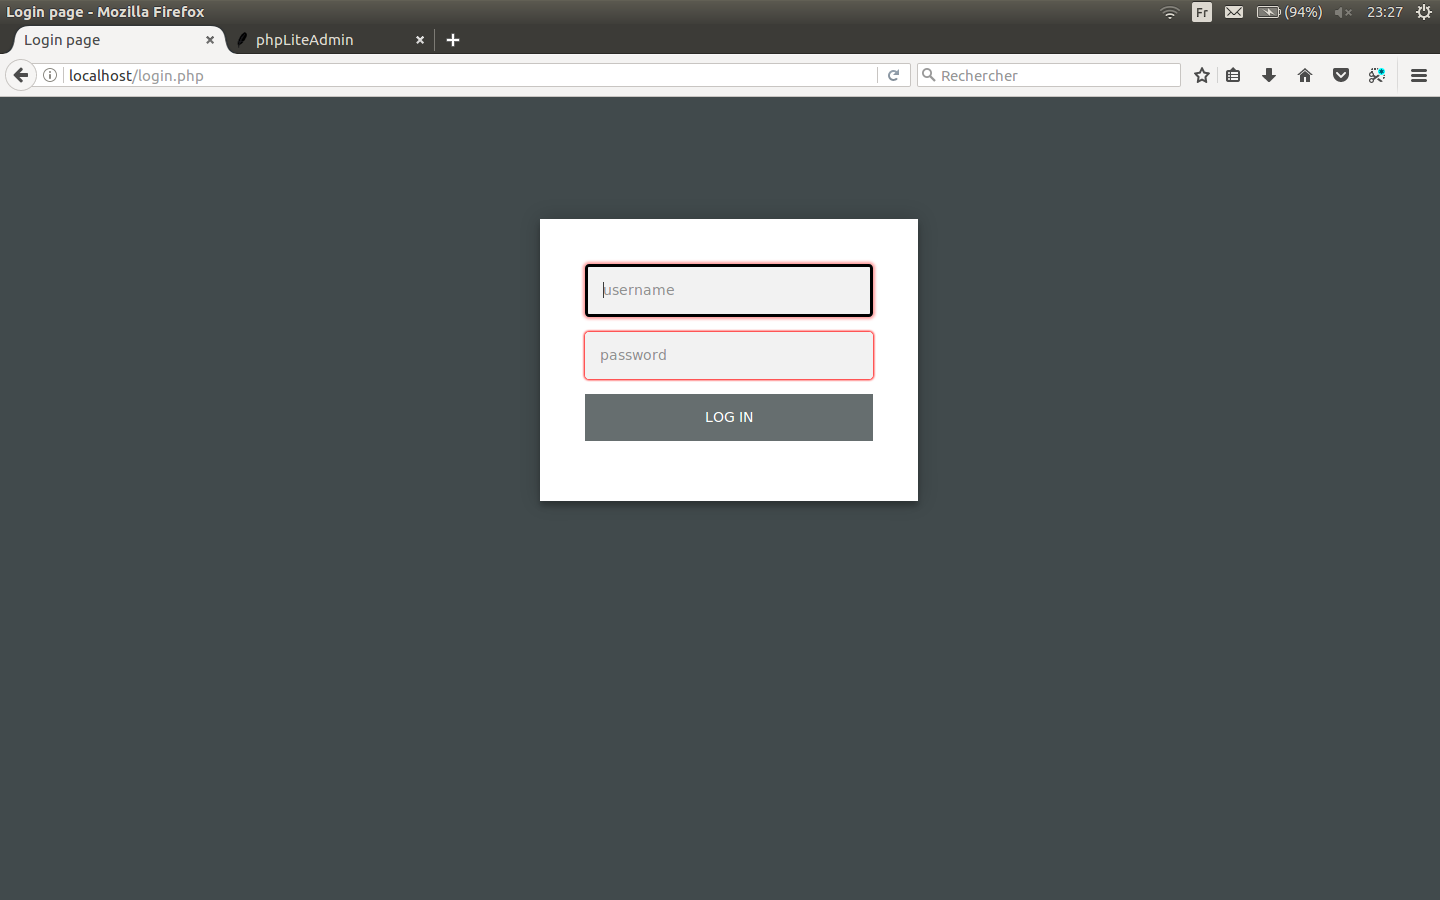 Login page - Mozilla Firefox
Fr
(94%)
23:27
Login page
phpLiteAdmin
localhost/login.php
Rechercher
username
password
LOG IN